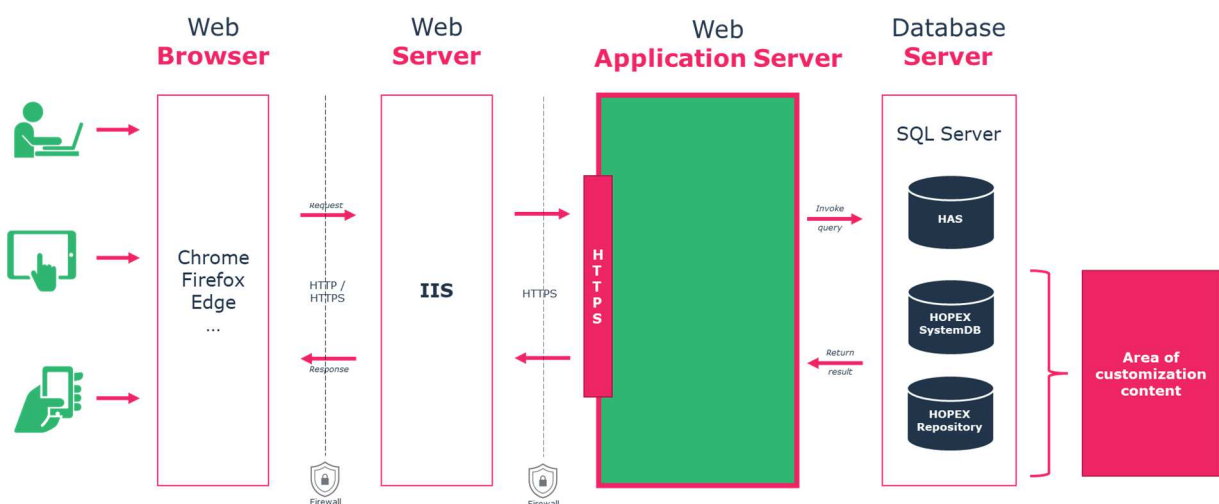 Web
Browser
Web
Server
Web
Application Server
Database
Server
Chrome
Firefox
Edge
...
Request
HTTP /
HTTPS
Response
Firewall
IIS
HTTPS
Firewall
HTTPS
Invoke
query
Return
result
SQL Server
HAS
HOPEX
SystemDB
HOPEX
Repository
Area of
customization
content